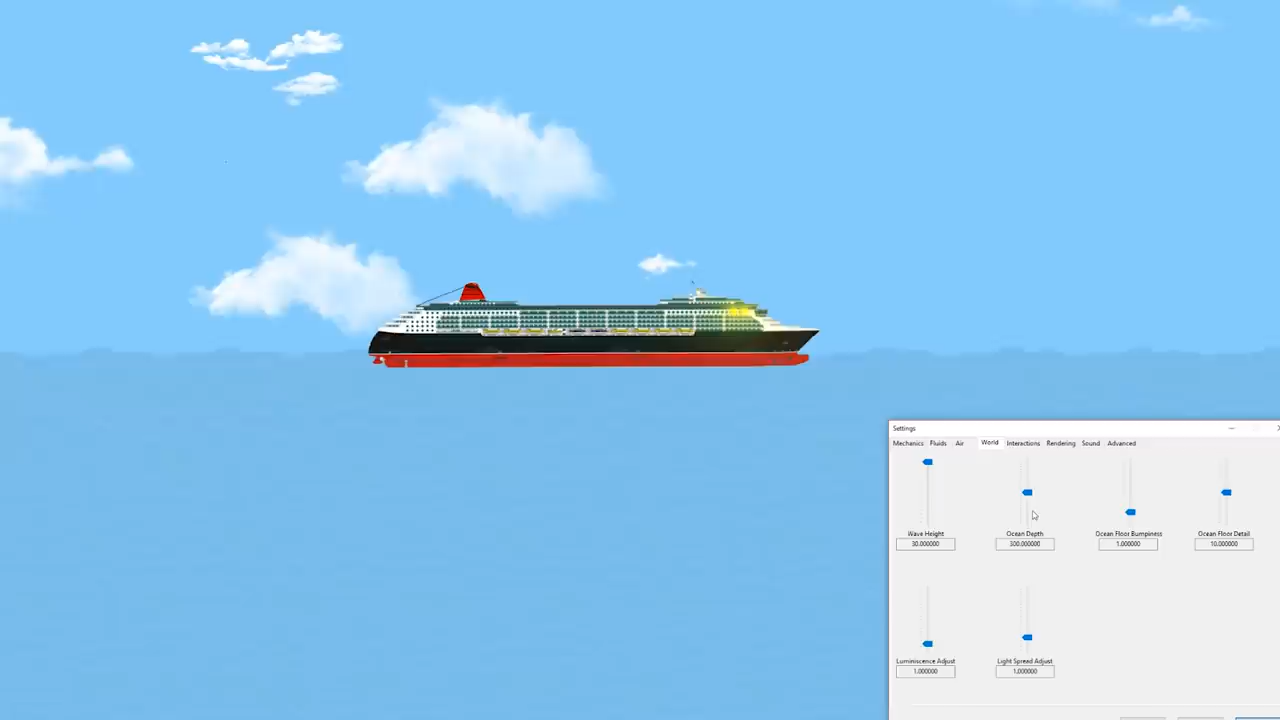 Settings
Mechanics Fluids Air World Interactions Rendering Sound Advanced
Wave Height Ocean Depth Ocean Floor Bumpiness Ocean Floor Detail
30.000000 300.000000 1.000000 10.000000
Luminiscence Adjust Light Spread Adjust
1.000000 1.000000